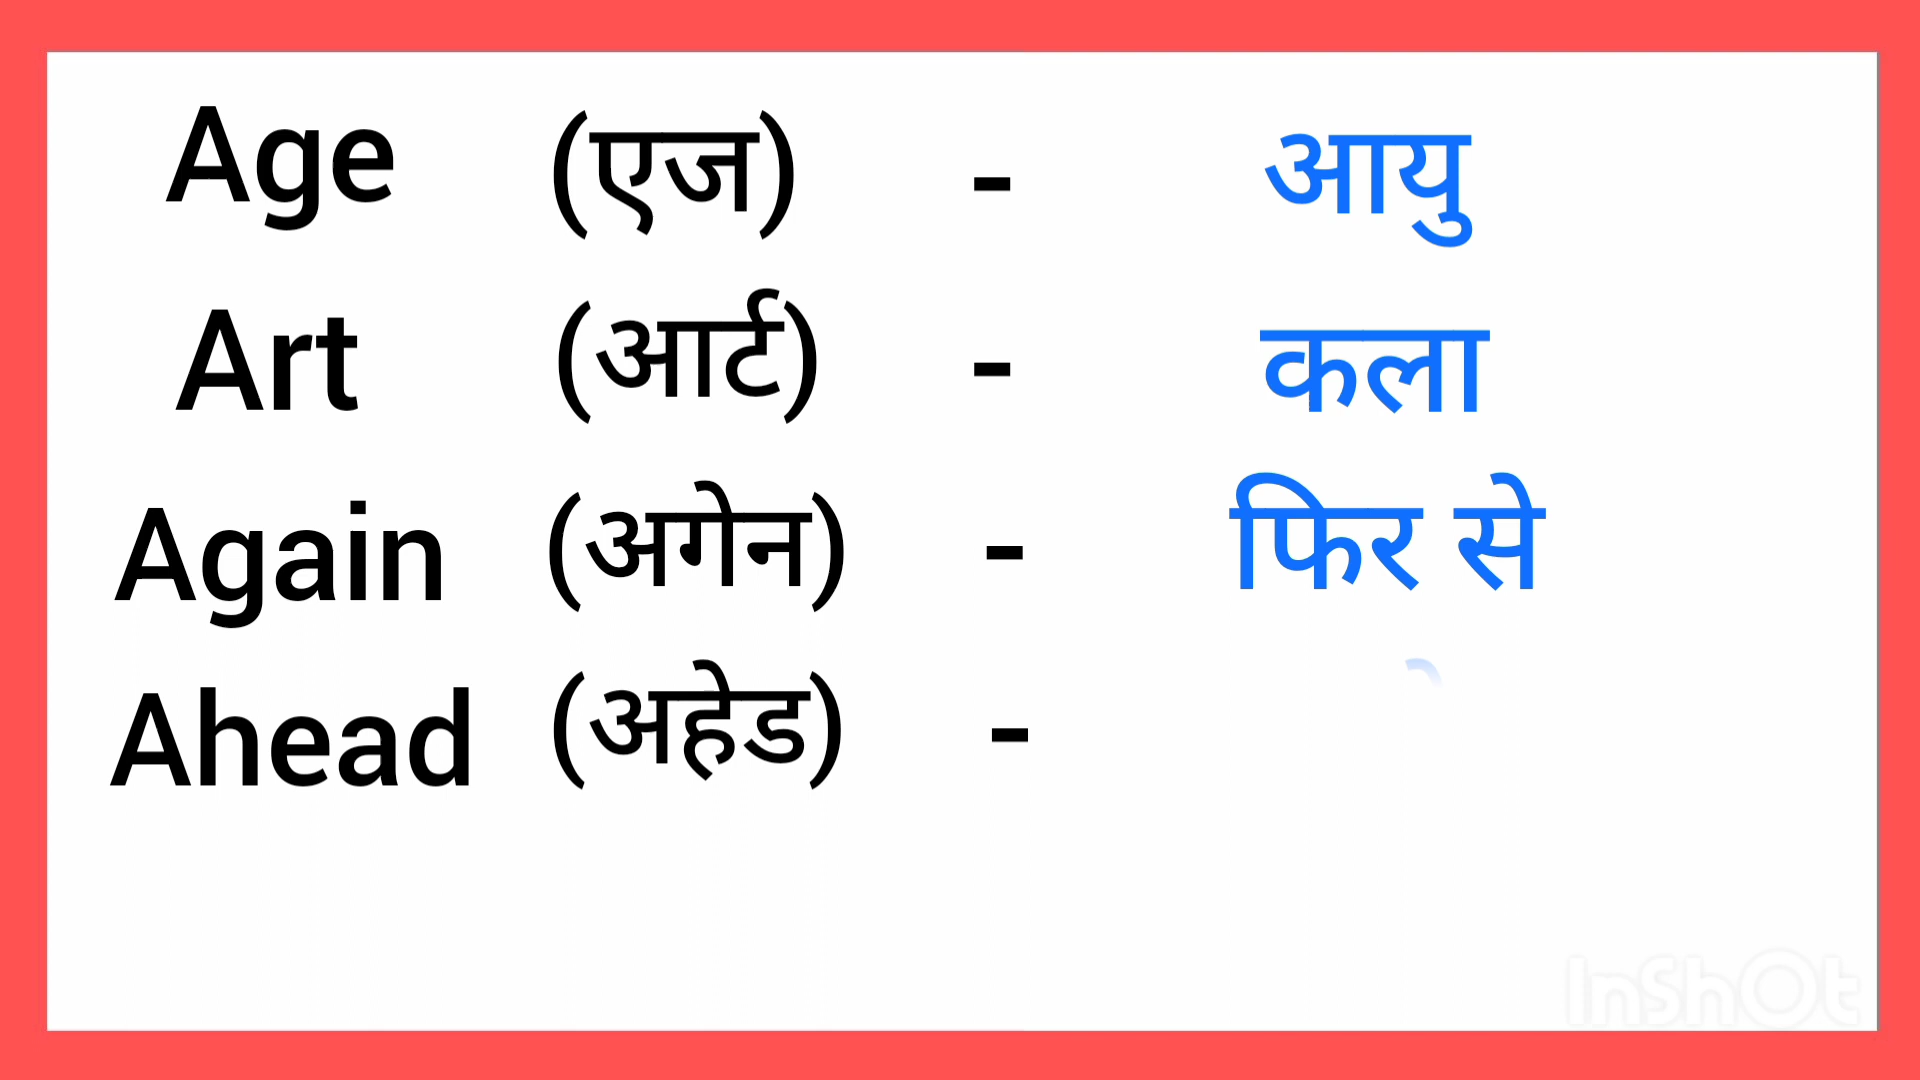 Age (एज) - आयु
Art (आर्ट) - कला
Again (अगेन) - फिर से
Ahead (अहेड) -
InShOt